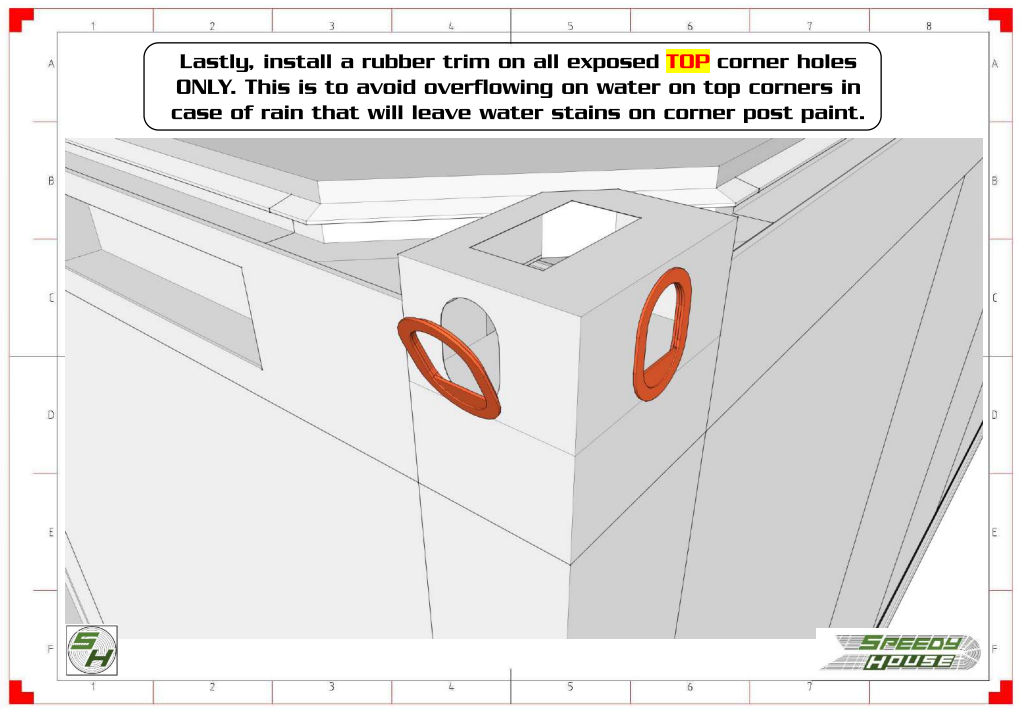 1 2 3 4 5 6 7 8
Lastly, install a rubber trim on all exposed TOP corner holes
ONLY. This is to avoid overflowing on water on top corners in
case of rain that will leave water stains on corner post paint.
A A
B B
C C
D D
E E
F F
SH
SPEEDY
HOUSE
1 2 3 4 5 6 7